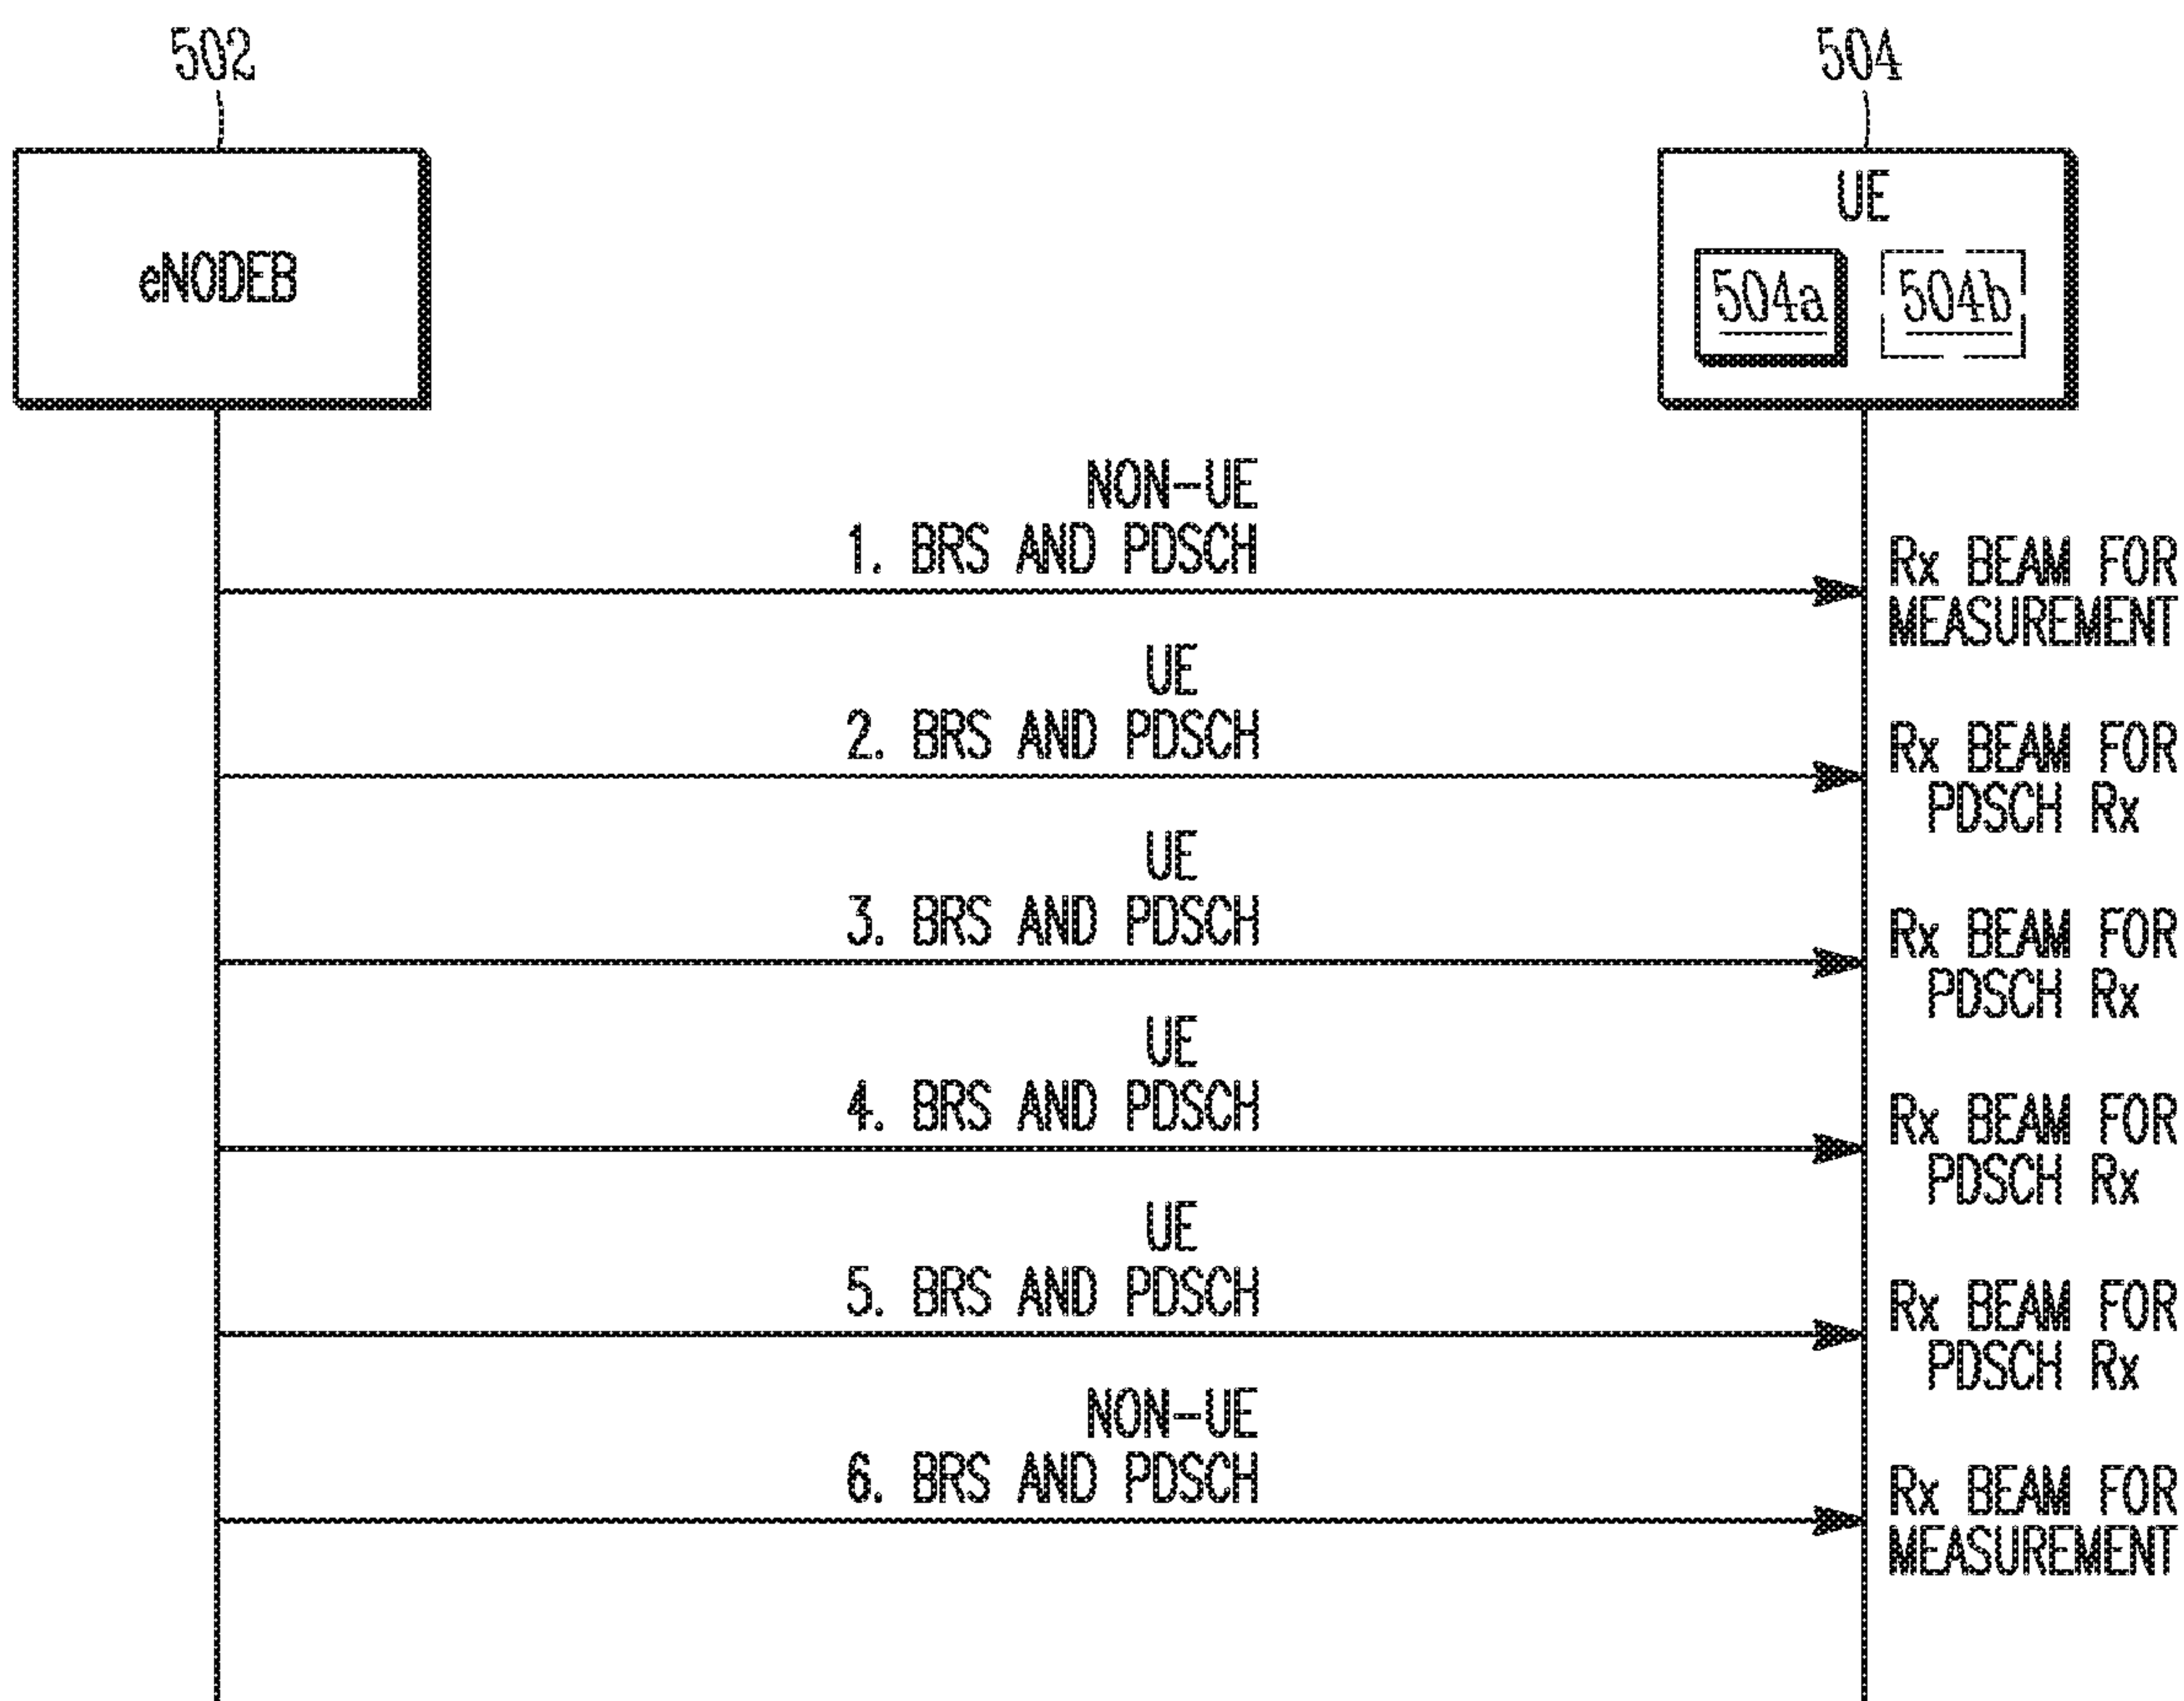 502
504
eNODEB
UE
504a
504b
NON-UE
1. BRS AND PDSCH
Rx BEAM FOR
MEASUREMENT
UE
2. BRS AND PDSCH
Rx BEAM FOR
PDSCH Rx
UE
3. BRS AND PDSCH
Rx BEAM FOR
PDSCH Rx
UE
4. BRS AND PDSCH
Rx BEAM FOR
PDSCH Rx
UE
5. BRS AND PDSCH
Rx BEAM FOR
PDSCH Rx
NON-UE
6. BRS AND PDSCH
Rx BEAM FOR
MEASUREMENT